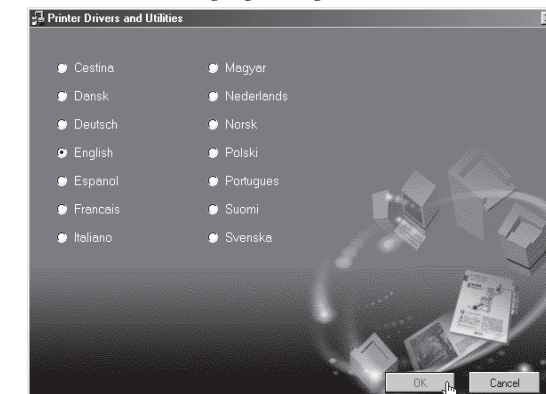 Printer Drivers and Utilities
Cestina
Dansk
Deutsch
English
Espanol
Francais
Italiano
Magyar
Nederlands
Norsk
Polski
Portugues
Suomi
Svenska
OK
Cancel